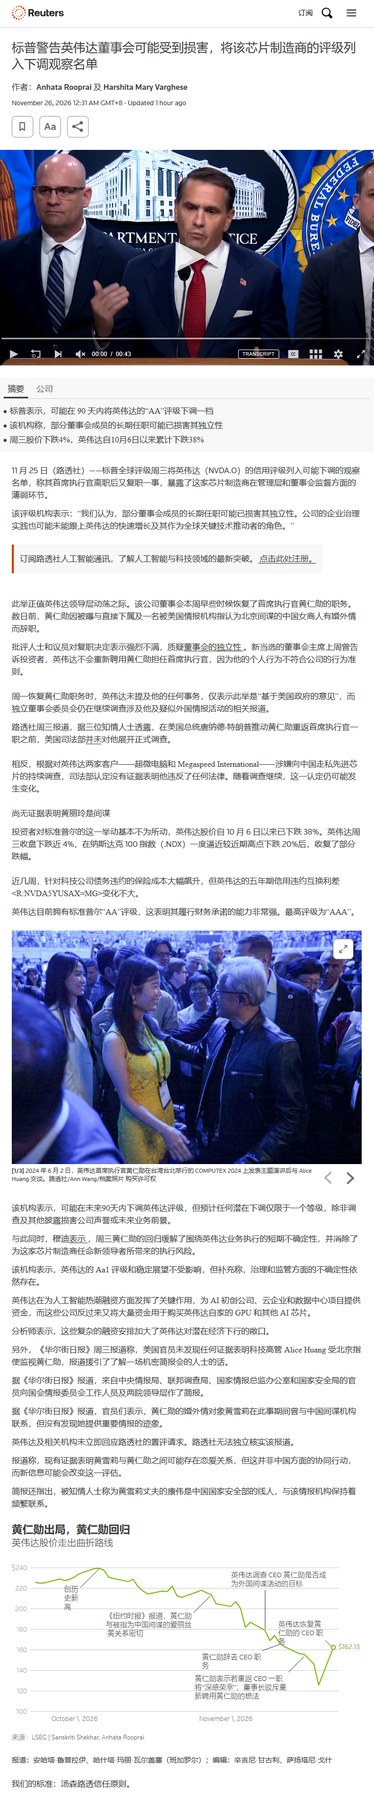 Reuters
订阅
标普警告英伟达董事会可能受到损害，将该芯片制造商的评级列
入下调观察名单
作者：Anhata Rooprai 及 Harshita Mary Varghese
November 26, 2026 12:31 AM GMT+8 · Updated 1 hour ago
Aa
DEPARTMENT OF JUSTICE
FEDERAL BUREAU
00:00 / 00:43
TRANSCRIPT
摘要 公司
标普表示，可能在 90 天内将英伟达的“AA”评级下调一档
该机构称，部分董事会成员的长期任职可能已损害其独立性
周三股价下跌4%，英伟达自10月6日以来累计下跌38%
11 月 25 日（路透社）——标普全球评级周三将英伟达（NVDA.O）的信用评级列入可能下调的观察
名单，称其首席执行官离职后又复职一事，暴露了这家芯片制造商在管理层和董事会监督方面的
薄弱环节。
该评级机构表示：“我们认为，部分董事会成员的长期任职可能已损害其独立性。公司的企业治理
实践也可能未能跟上英伟达的快速增长及其作为全球关键技术推动者的角色。”
订阅路透社人工智能通讯，了解人工智能与科技领域的最新突破。 点击此处注册。
此举正值英伟达领导层动荡之际。该公司董事会本周早些时候恢复了首席执行官黄仁勋的职务。
数日前，黄仁勋因被曝与直接下属及一名被美国情报机构指认为北京间谍的中国女商人有婚外情
而辞职。
批评人士和议员对复职决定表示强烈不满，质疑董事会的独立性 。新当选的董事会主席上周曾告
诉投资者，英伟达不会重新聘用黄仁勋担任首席执行官，因为他的个人行为不符合公司的行为准
则。
周一恢复黄仁勋职务时，英伟达未提及他的任何事务，仅表示此举是“基于美国政府的意见”，而
独立董事会委员会仍在继续调查涉及他及疑似外国情报活动的相关报道。
路透社周三报道，据三位知情人士透露，在美国总统唐纳德·特朗普推动黄仁勋重返首席执行官一
职之前，美国司法部并未对他展开正式调查。
相反，根据对英伟达两家客户——超微电脑和 Megaspeed International——涉嫌向中国走私先进芯
片的持续调查，司法部认定没有证据表明他违反了任何法律。随着调查继续，这一认定仍可能发
生变化。
尚无证据表明黄丽玲是间谍
投资者对标准普尔的这一举动基本不为所动，英伟达股价自 10 月 6 日以来已下跌 38%。英伟达周
三收盘下跌近 4%，在纳斯达克 100 指数（.NDX）一度逼近较近期高点下跌 20%后，收复了部分
跌幅。
近几周，针对科技公司债务违约的保险成本大幅飙升，但英伟达的五年期信用违约互换利差
<R:NVDA5YUSAX=MG>变化不大。
英伟达目前拥有标准普尔“AA”评级，这表明其履行财务承诺的能力非常强。最高评级为“AAA”。
[1/3] 2024 年 6 月 2 日，英伟达首席执行官黄仁勋在台湾台北举行的 COMPUTEX 2024 上发表主题演讲后与 Alice
Huang 交谈。路透社/Ann Wang/档案照片 购买许可权
该机构表示，可能在未来90天内下调英伟达评级，但预计任何潜在下调仅限于一个等级，除非调
查及其他披露损害公司声誉或未来业务前景。
与此同时，穆迪表示 ，周三黄仁勋的回归缓解了围绕英伟达业务执行的短期不确定性，并消除了
为这家芯片制造商任命新领导者所带来的执行风险。
该机构表示，英伟达的 Aa1 评级和稳定展望不受影响，但补充称，治理和监管方面的不确定性依
然存在。
英伟达在为人工智能热潮融资方面发挥了关键作用，为 AI 初创公司、云企业和数据中心项目提供
资金，而这些公司反过来又将大量资金用于购买英伟达自家的 GPU 和其他 AI 芯片。
分析师表示，这些复杂的融资安排加大了英伟达对潜在经济下行的敞口。
另外，《华尔街日报》周三报道称，美国官员未发现任何证据表明科技高管 Alice Huang 受北京指
使监视黄仁勋，报道援引了了解一场机密简报会的人士的话。
据《华尔街日报》报道，来自中央情报局、联邦调查局、国家情报总监办公室和国家安全局的官
员向国会情报委员会工作人员及两院领导层作了简报。
据《华尔街日报》报道，官员们表示，黄仁勋的婚外情对象黄雪莉在此事期间曾与中国间谍机构
联系，但没有发现她提供重要情报的迹象。
英伟达及相关机构未立即回应路透社的置评请求。路透社无法独立核实该报道。
报道称，现有证据表明黄雪莉与黄仁勋之间可能存在恋爱关系，但这并非中国方面的协同行动，
而新信息可能会改变这一评估。
简报还指出，被知情人士称为黄雪莉丈夫的康伟是中国国家安全部的线人，与该情报机构保持着
频繁联系。
黄仁勋出局，黄仁勋回归
英伟达股价走出曲折路线
$240
220
200
180
160
140
120
100
创历
史新
高
《纽约时报》报道，黄仁勋
与被指为中国间谍的爱丽丝
·黄关系密切
英伟达调查 CEO 黄仁勋是否成
为外国间谍活动的目标
黄仁勋辞去 CEO 职
务
黄仁勋表示若重返 CEO 一职
将“深感荣幸”；董事长驳斥重
新聘用黄仁勋的想法
英伟达恢复黄
仁勋的 CEO 职
务
$162.13
October 1, 2026
November 1, 2026
来源：LSEG | Sanskriti Shekhar, Anhata Rooprai
报道：安哈塔·鲁普拉伊、哈什塔·玛丽·瓦尔盖塞（班加罗尔）；编辑：辛吉尼·甘古利、萨扬塔尼·戈什
我们的标准：汤森路透信任原则。